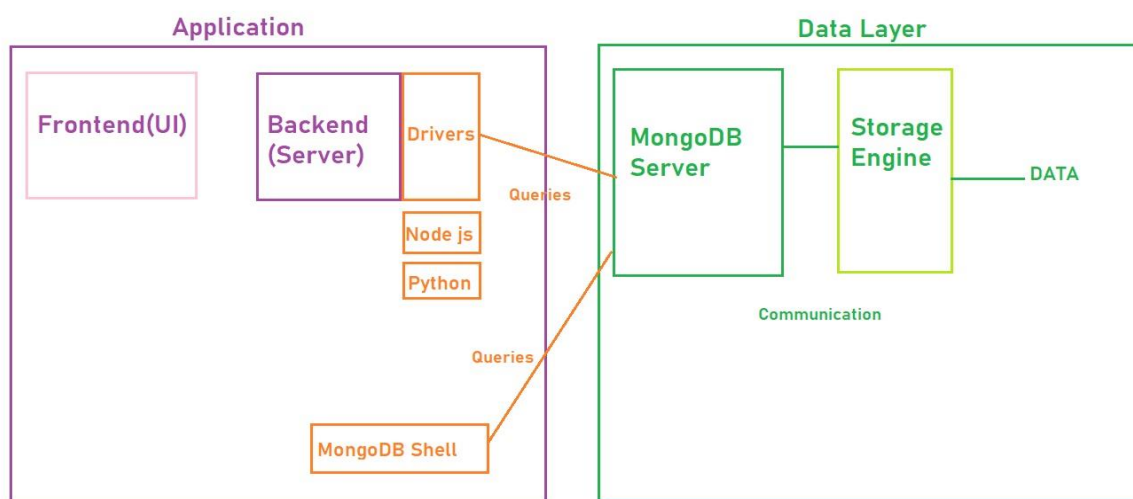 Application
Data Layer
Frontend(UI)
Backend
(Server)
Drivers
Node js
Python
Queries
Queries
MongoDB Shell
MongoDB
Server
Storage
Engine
DATA
Communication